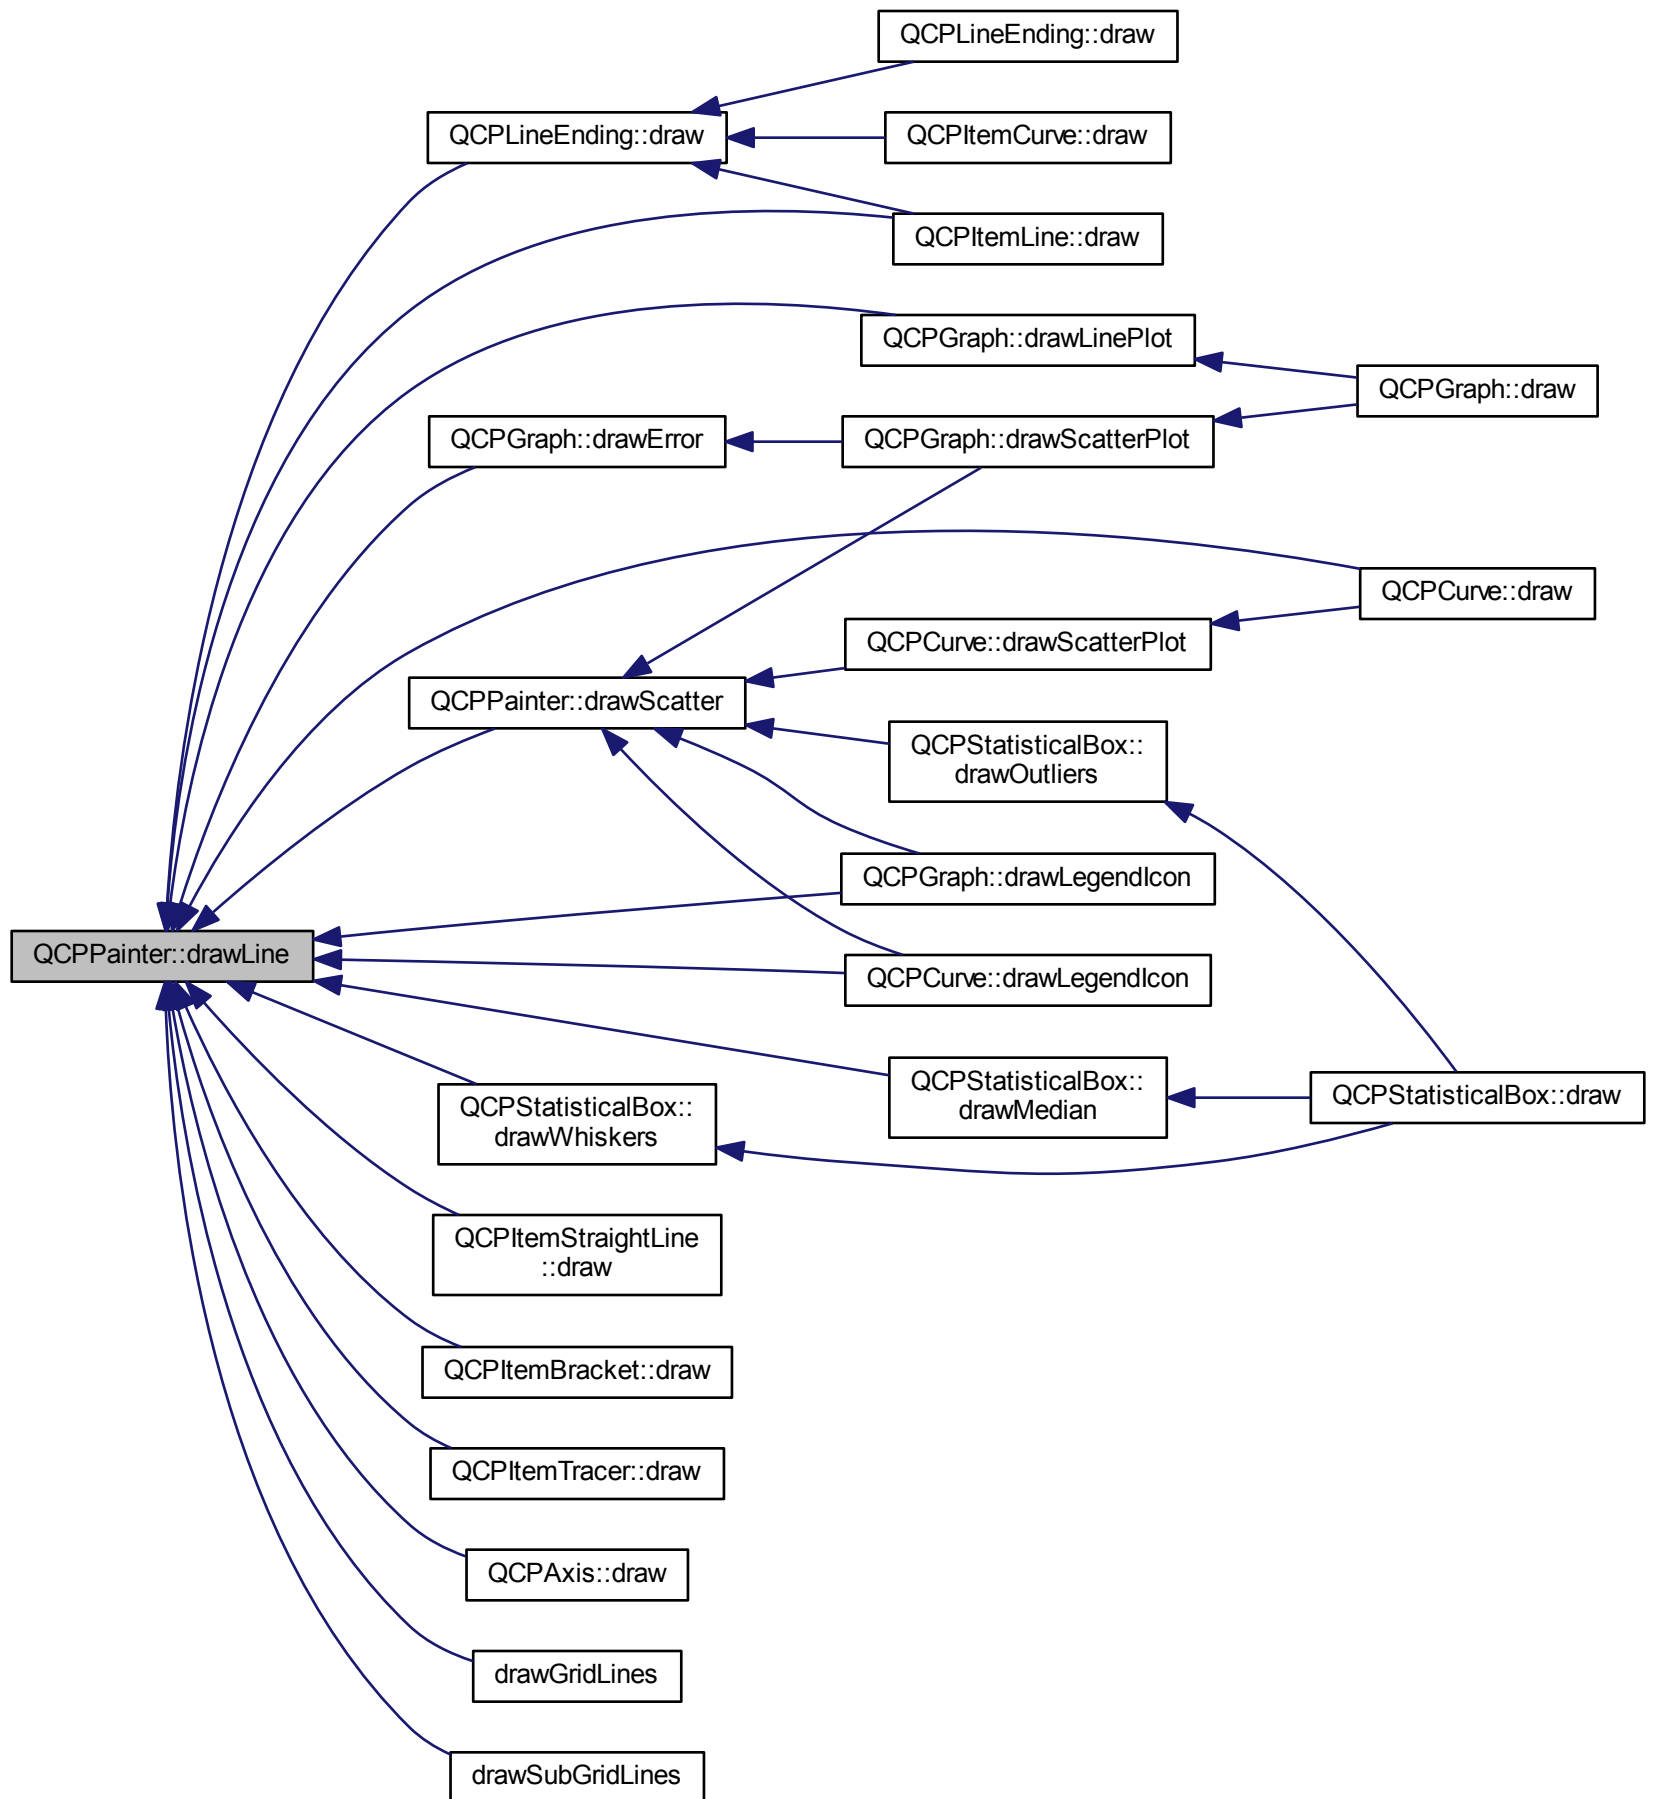 QCPLineEnding::draw
QCPLineEnding::draw
QCPItemCurve::draw
QCPItemLine::draw
QCPGraph::drawLinePlot
QCPGraph::draw
QCPGraph::drawError
QCPGraph::drawScatterPlot
QCPCurve::draw
QCPCurve::drawScatterPlot
QCPPainter::drawScatter
QCPStatisticalBox::
drawOutliers
QCPGraph::drawLegendIcon
QCPPainter::drawLine
QCPCurve::drawLegendIcon
QCPStatisticalBox::
drawMedian
QCPStatisticalBox::draw
QCPStatisticalBox::
drawWhiskers
QCPItemStraightLine
::draw
QCPItemBracket::draw
QCPItemTracer::draw
QCPAxis::draw
drawGridLines
drawSubGridLines